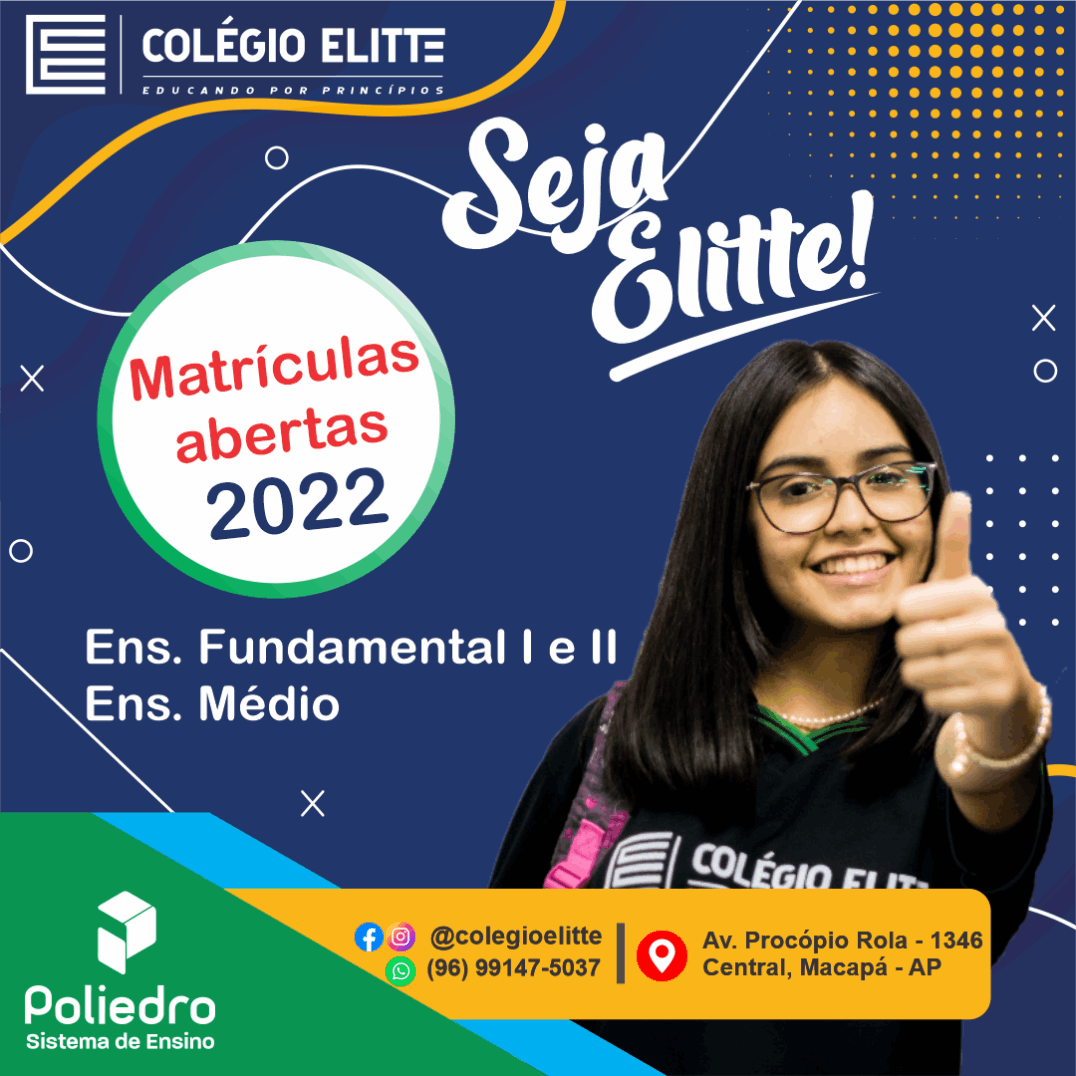 COLÉGIO ELITTE
EDUCANDO POR PRINCÍPIOS
Seja
Elitte!
Matrículas
abertas
2022
Ens. Fundamental I e II
Ens. Médio
COLÉGIO ELITTE
@colegioelitte
(96) 99147-5037
Av. Procópio Rola - 1346
Central, Macapá - AP
Poliedro
Sistema de Ensino